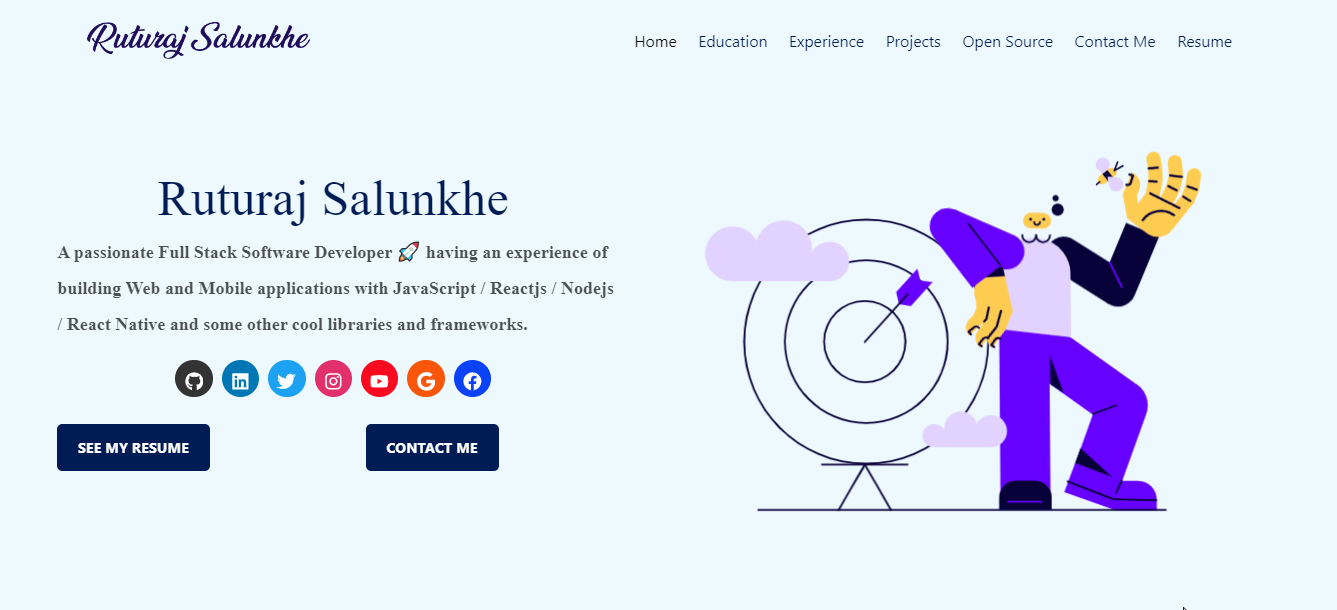 Ruturaj Salunkhe
Home Education Experience Projects Open Source Contact Me Resume
Ruturaj Salunkhe
A passionate Full Stack Software Developer 🚀 having an experience of
building Web and Mobile applications with JavaScript / Reactjs / Nodejs
/ React Native and some other cool libraries and frameworks.
SEE MY RESUME CONTACT ME